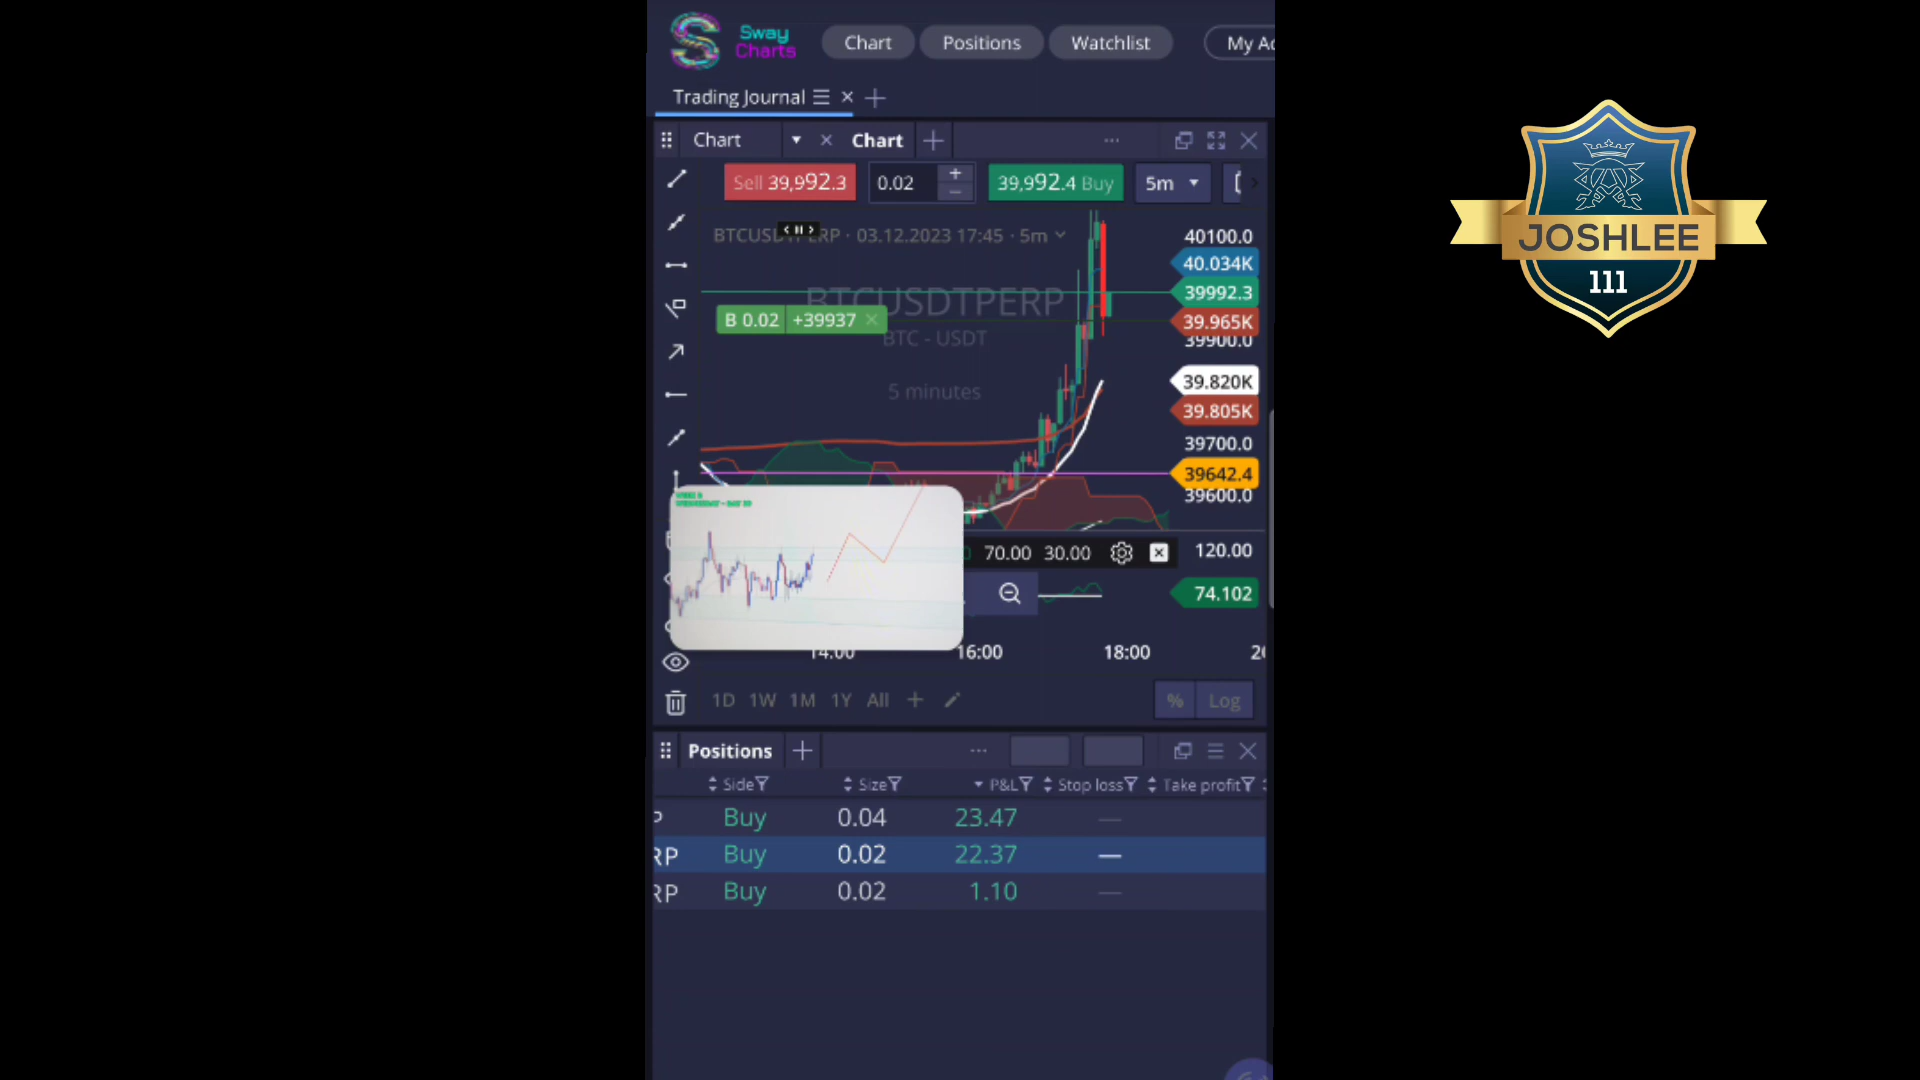 Sway Charts
Chart
Positions
Watchlist
My Ac
Trading Journal
Chart
Chart
Sell 39,992.3
0.02
39,992.4 Buy
5m
BTCUSDTPERP · 03.12.2023 17:45 · 5m
BTCUSDTPERP
BTC - USDT
5 minutes
B 0.02 +39937
40100.0
40.034K
39992.3
39.965K
39900.0
39.820K
39.805K
39700.0
39642.4
39600.0
70.00 30.00
120.00
74.102
14:00
16:00
18:00
1D 1W 1M 1Y All
% Log
Positions
Side Size P&L Stop loss Take profit
P Buy 0.04 23.47 —
RP Buy 0.02 22.37 —
RP Buy 0.02 1.10 —
JOSHLEE
111